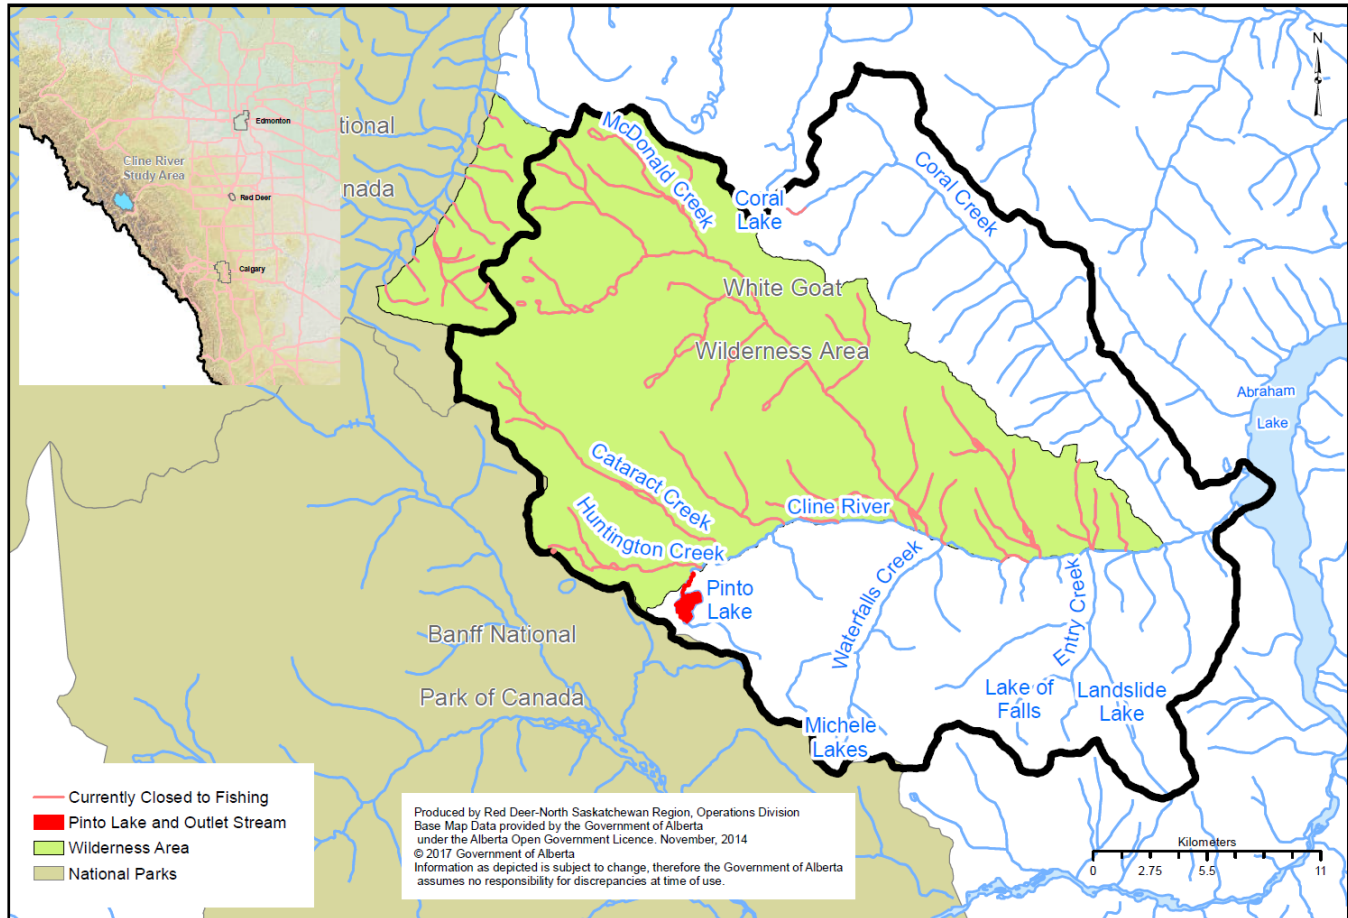 N
Edmonton
Cline River
Study Area
Red Deer
Calgary
tional
nada
McDonald Creek
Coral
Lake
Coral Creek
White Goat
Wilderness Area
Abraham
Lake
Cataract Creek
Cline River
Huntington Creek
Pinto
Lake
Waterfalls Creek
Entry Creek
Banff National
Park of Canada
Lake of
Falls
Landslide
Lake
Michele
Lakes
Currently Closed to Fishing
Pinto Lake and Outlet Stream
Wilderness Area
National Parks
Produced by Red Deer-North Saskatchewan Region, Operations Division
Base Map Data provided by the Government of Alberta
under the Alberta Open Government Licence. November, 2014
© 2017 Government of Alberta
Information as depicted is subject to change, therefore the Government of Alberta
assumes no responsibility for discrepancies at time of use.
Kilometers
0 2.75 5.5 11